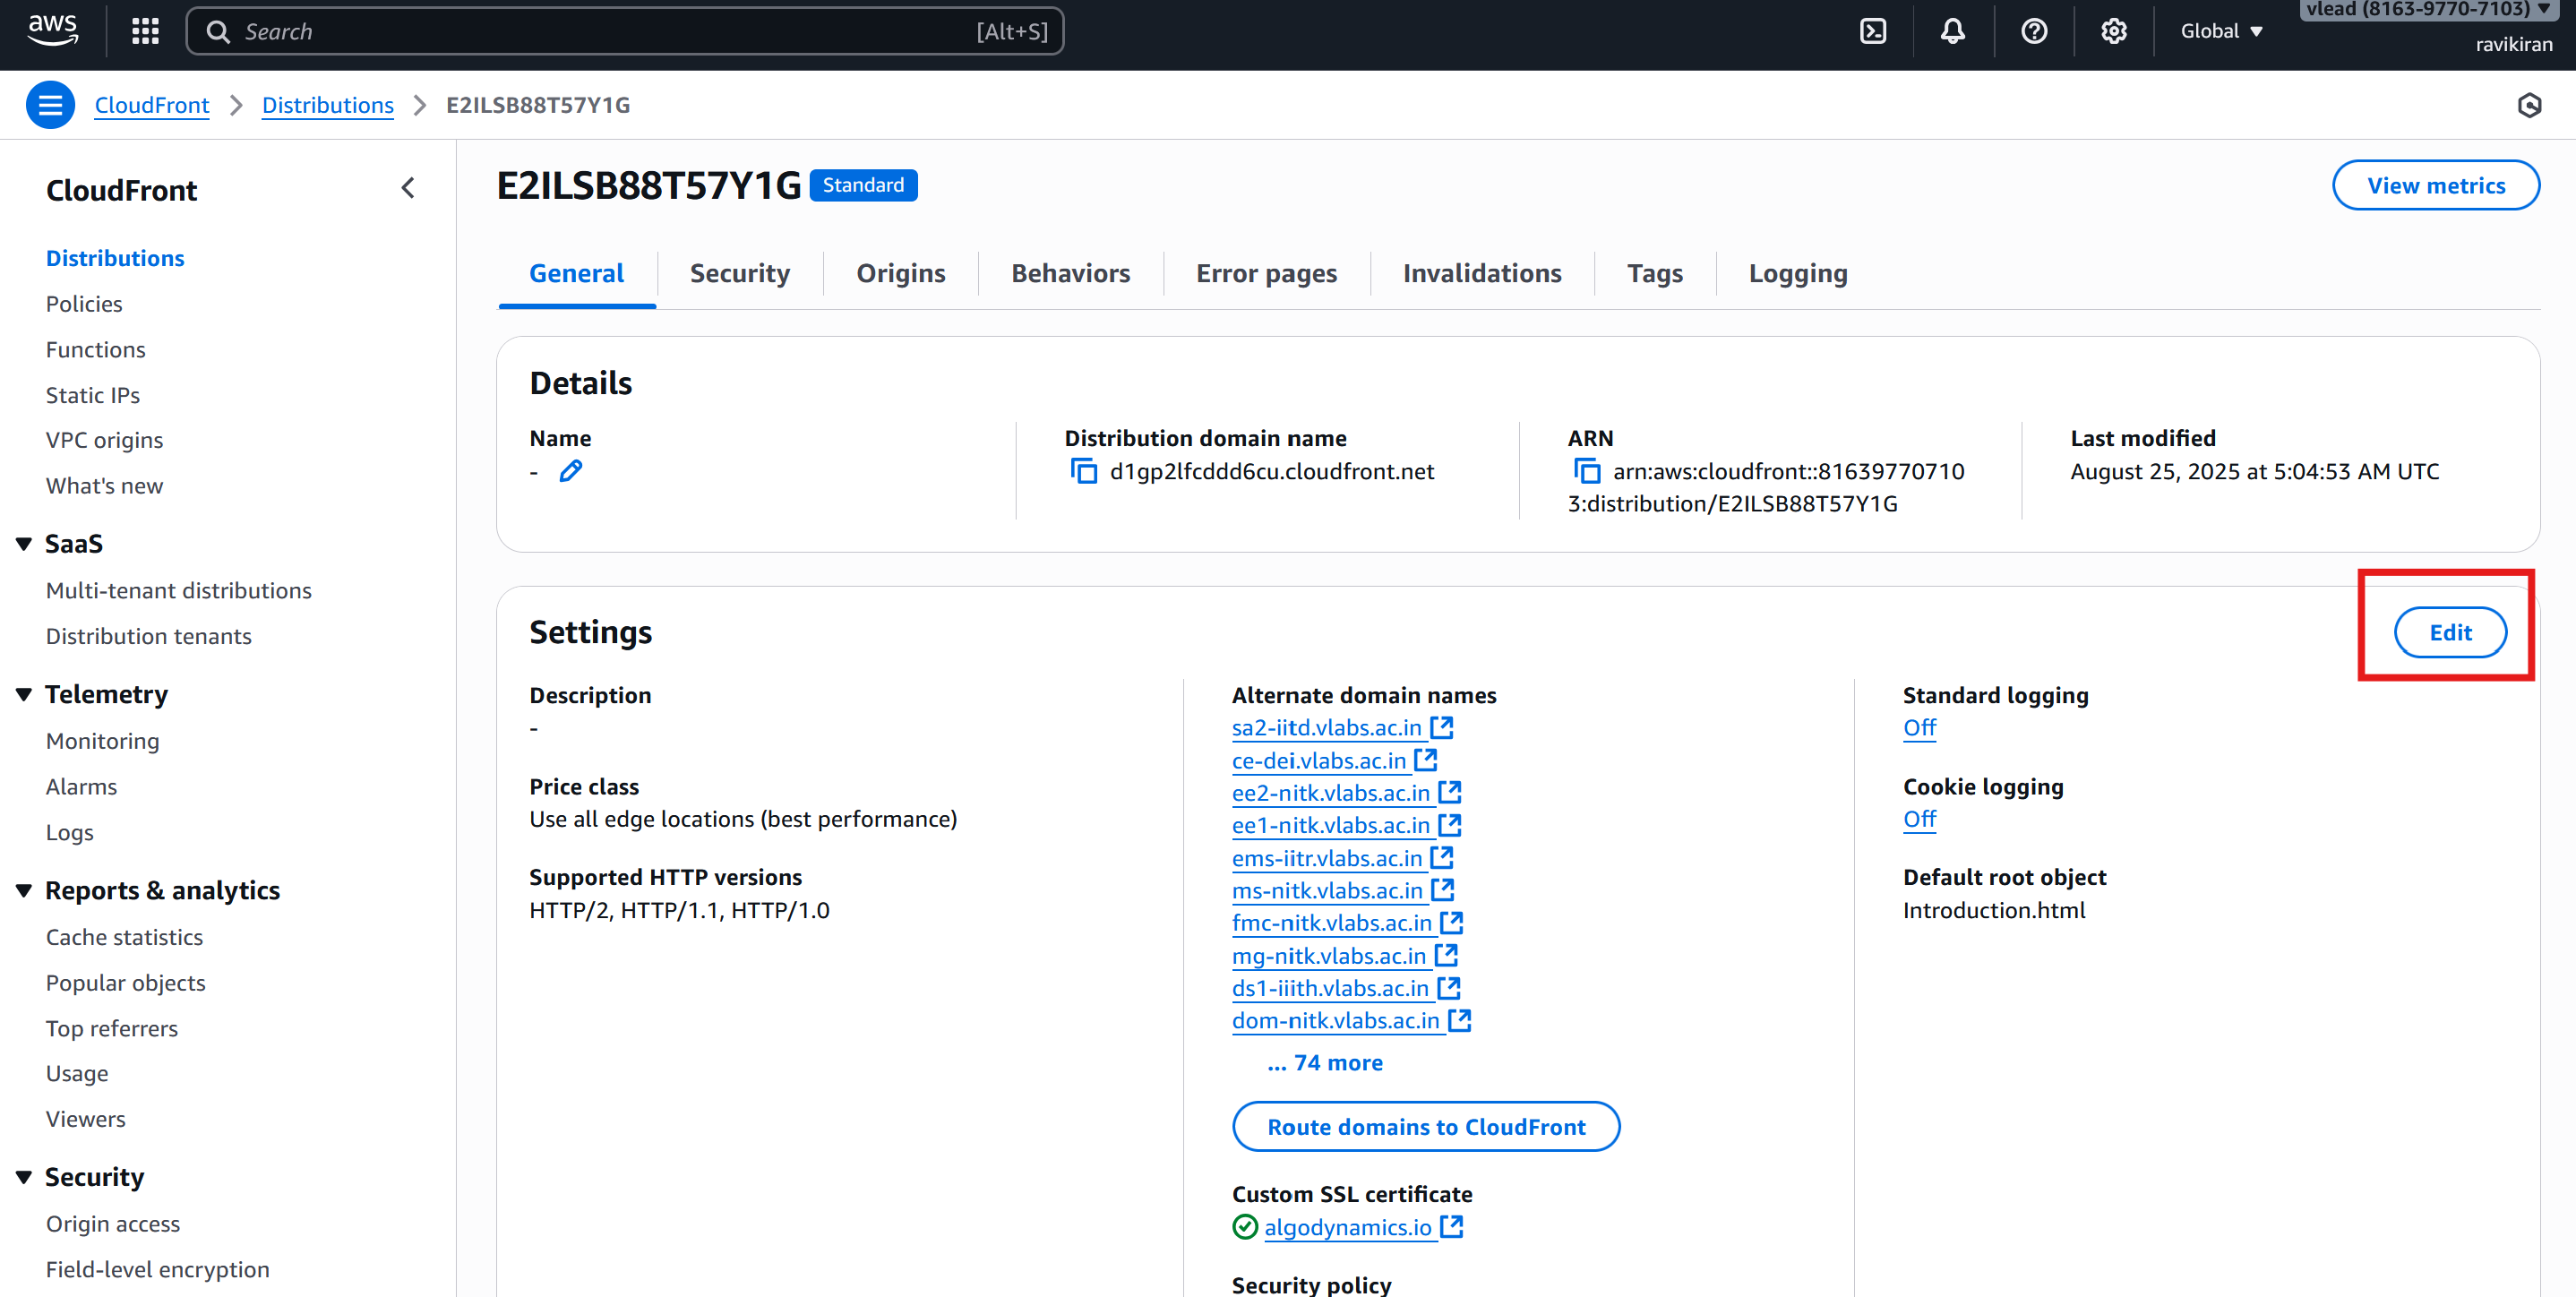 aws
Search [Alt+S]
Global
vlead (8163-9770-7103)
ravikiran
CloudFront
Distributions
E2ILSB88T57Y1G
CloudFront
Distributions
Policies
Functions
Static IPs
VPC origins
What's new
SaaS
Multi-tenant distributions
Distribution tenants
Telemetry
Monitoring
Alarms
Logs
Reports & analytics
Cache statistics
Popular objects
Top referrers
Usage
Viewers
Security
Origin access
Field-level encryption
E2ILSB88T57Y1G Standard
View metrics
General Security Origins Behaviors Error pages Invalidations Tags Logging
Details
Name
-
Distribution domain name
d1gp2lfcddd6cu.cloudfront.net
ARN
arn:aws:cloudfront::81639770710
3:distribution/E2ILSB88T57Y1G
Last modified
August 25, 2025 at 5:04:53 AM UTC
Settings
Edit
Description
-
Price class
Use all edge locations (best performance)
Supported HTTP versions
HTTP/2, HTTP/1.1, HTTP/1.0
Alternate domain names
sa2-iitd.vlabs.ac.in
ce-dei.vlabs.ac.in
ee2-nitk.vlabs.ac.in
ee1-nitk.vlabs.ac.in
ems-iitr.vlabs.ac.in
ms-nitk.vlabs.ac.in
fmc-nitk.vlabs.ac.in
mg-nitk.vlabs.ac.in
ds1-iiith.vlabs.ac.in
dom-nitk.vlabs.ac.in
... 74 more
Route domains to CloudFront
Custom SSL certificate
algodynamics.io
Security policy
Standard logging
Off
Cookie logging
Off
Default root object
Introduction.html